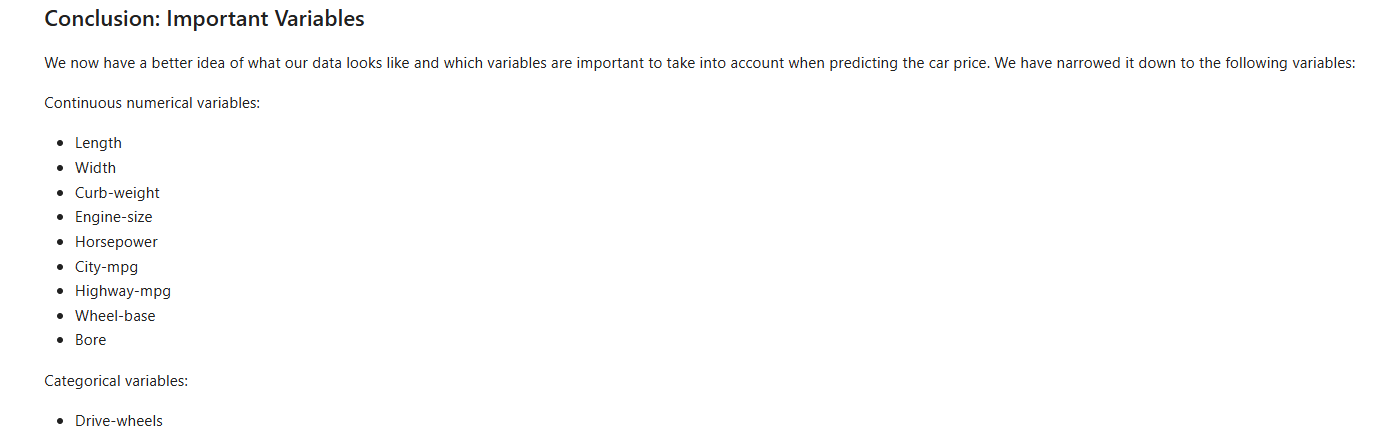 Conclusion: Important Variables
We now have a better idea of what our data looks like and which variables are important to take into account when predicting the car price. We have narrowed it down to the following variables:
Continuous numerical variables:
• Length
• Width
• Curb-weight
• Engine-size
• Horsepower
• City-mpg
• Highway-mpg
• Wheel-base
• Bore
Categorical variables:
• Drive-wheels